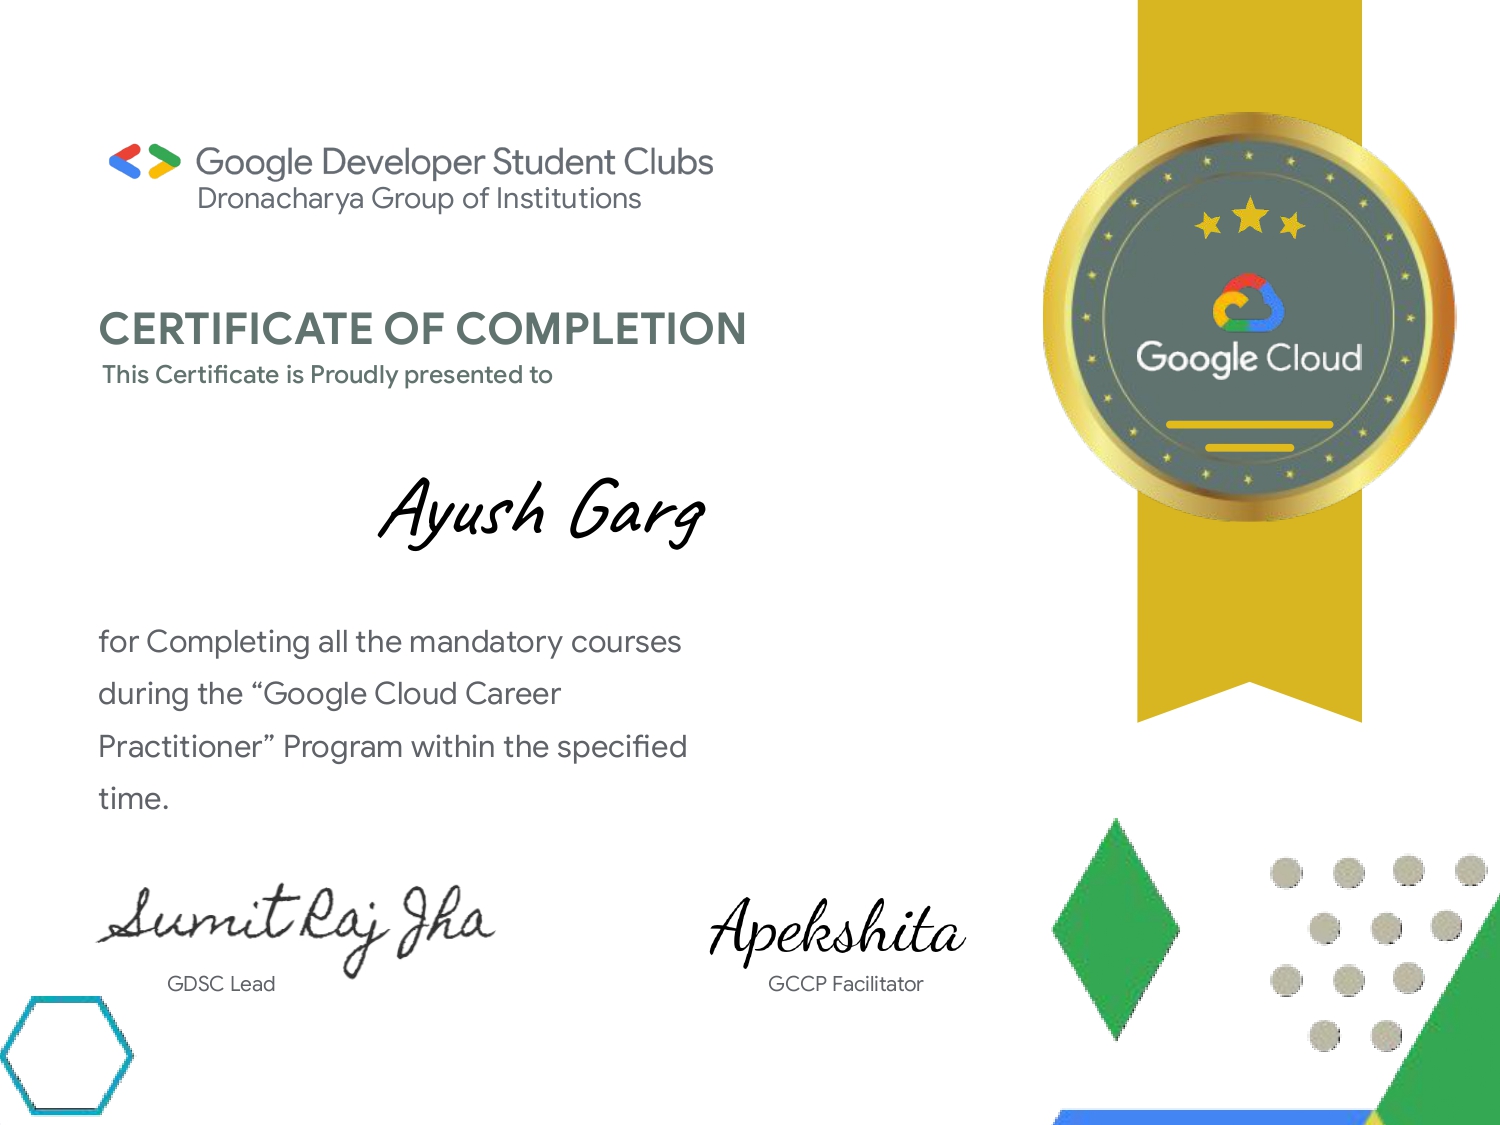 Google Developer Student Clubs
Dronacharya Group of Institutions
Google Cloud
CERTIFICATE OF COMPLETION
This Certificate is Proudly presented to
Ayush Garg
for Completing all the mandatory courses
during the “Google Cloud Career
Practitioner” Program within the specified
time.
Sumit Raj Jha
GDSC Lead
Apekshita
GCCP Facilitator